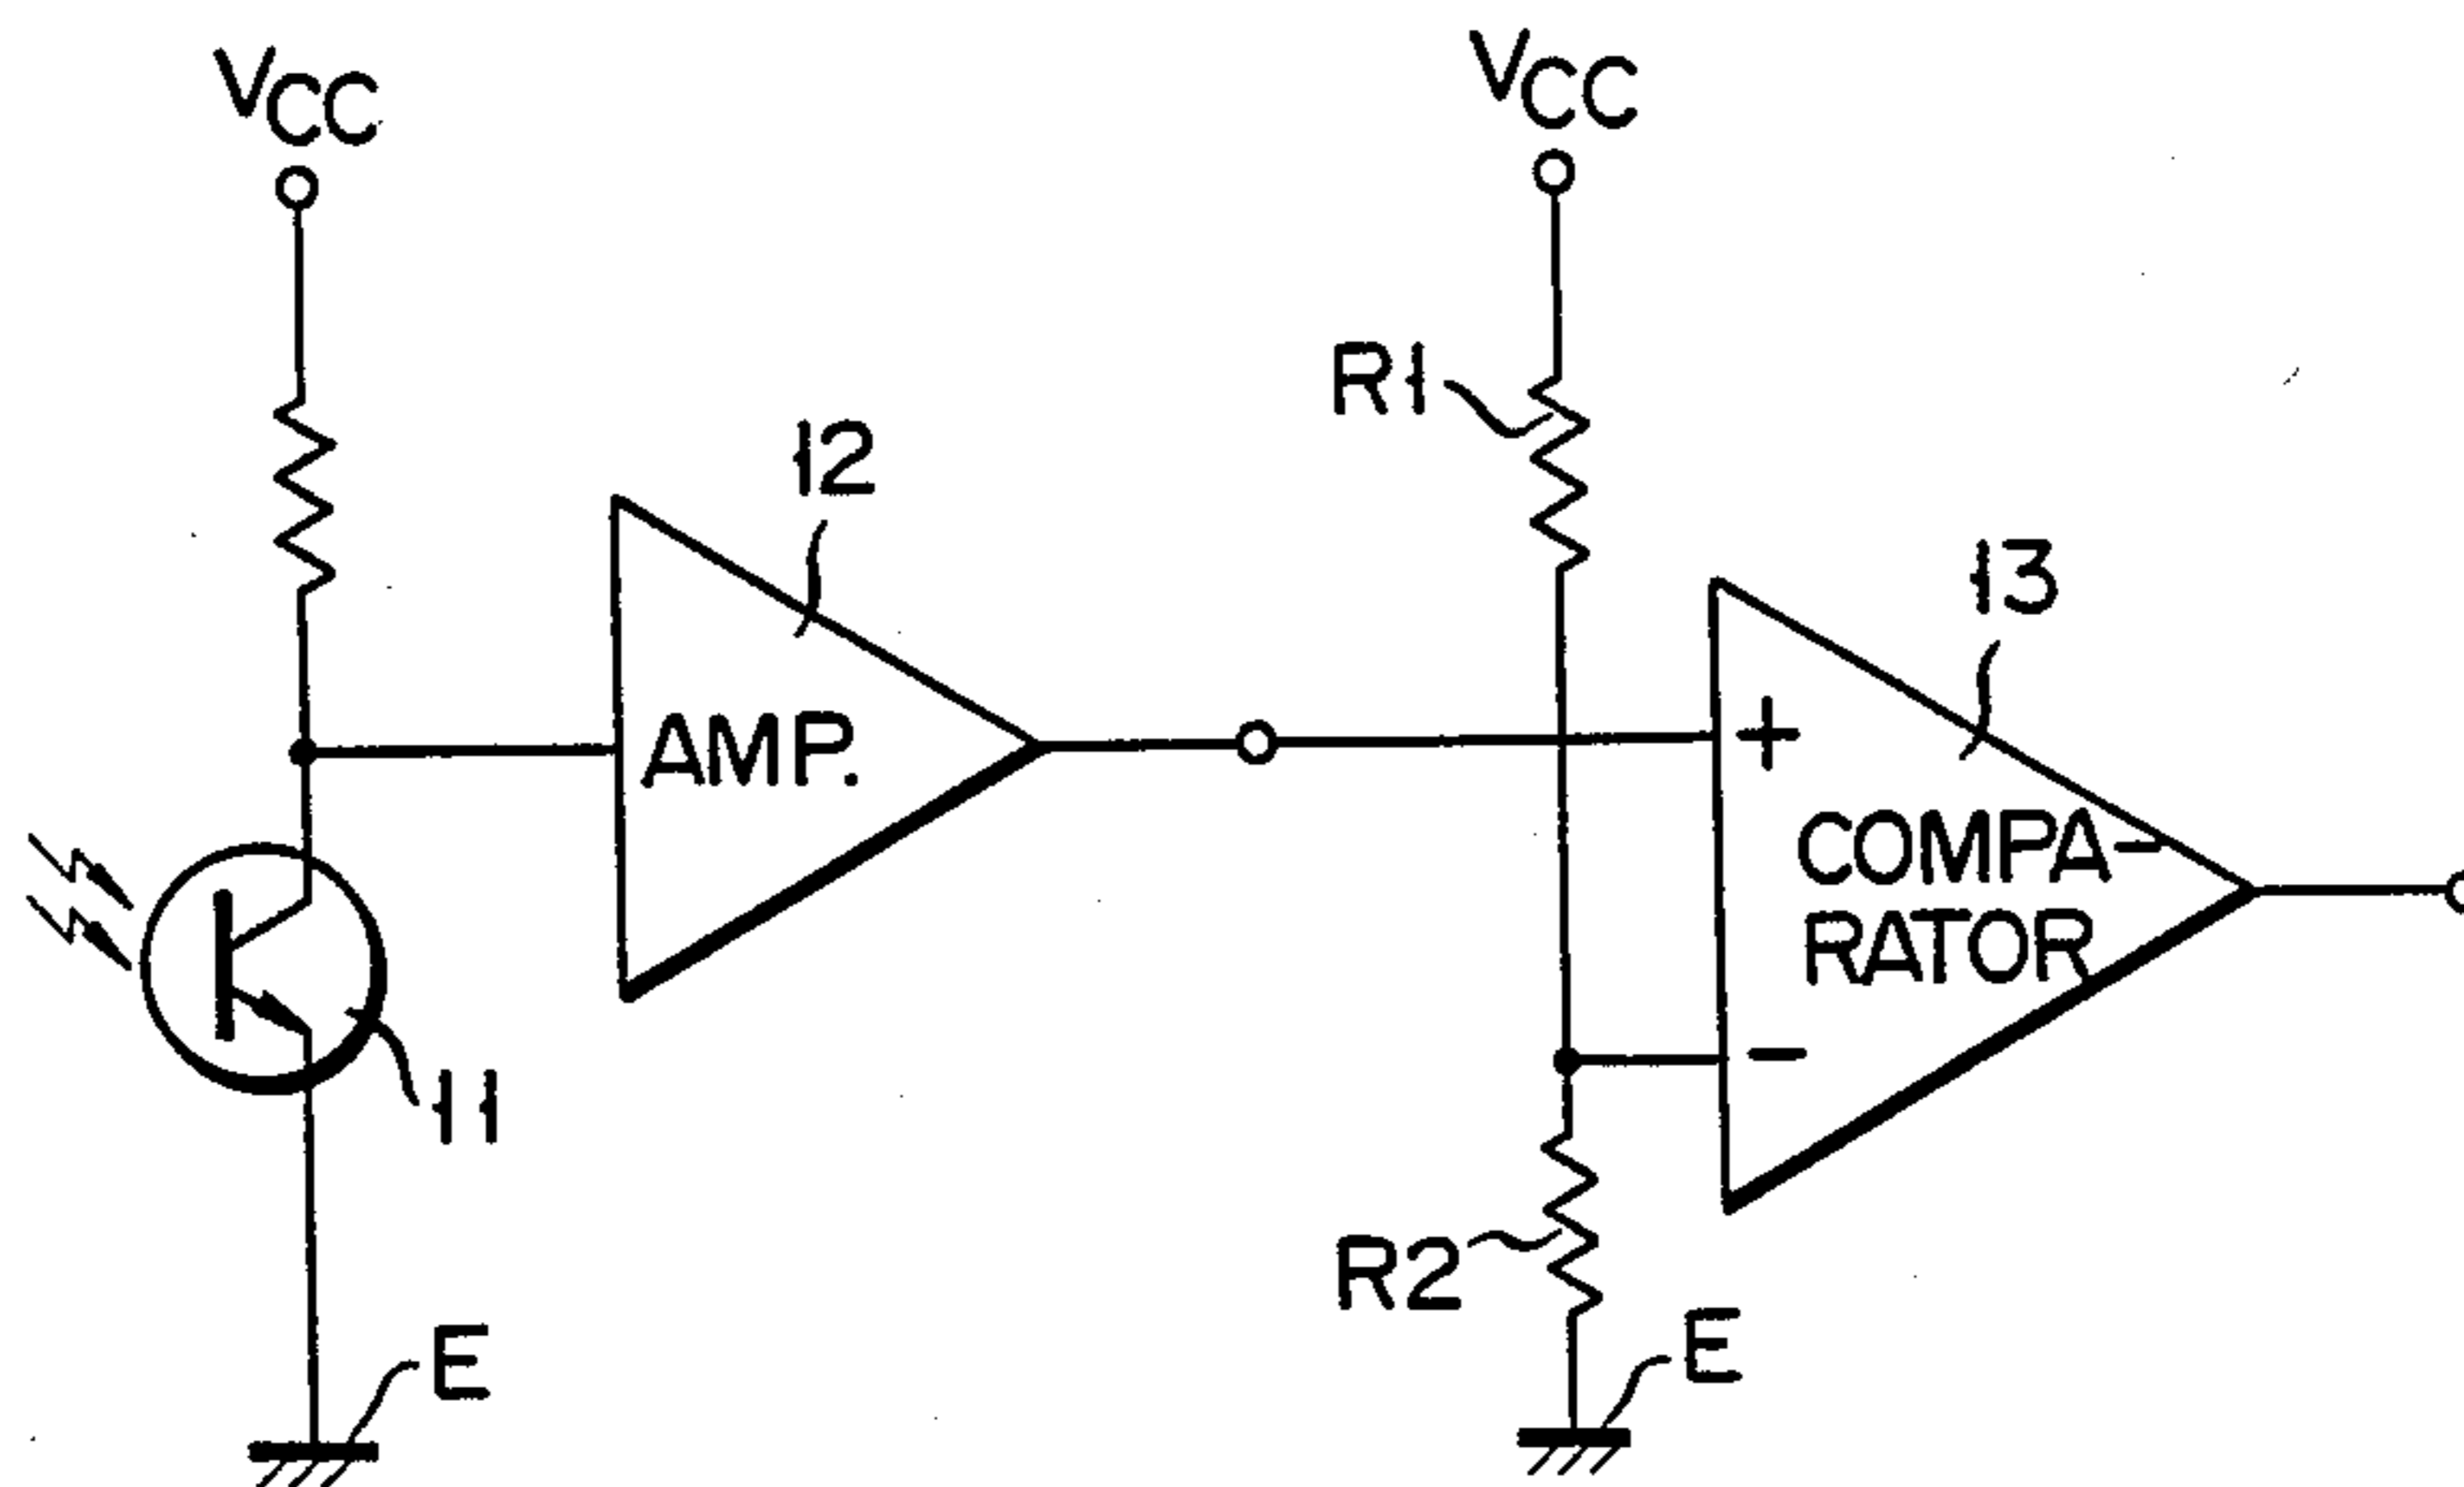 VCC
VCC
R1
12
13
AMP.
+
COMPA-
RATOR
-
11
R2
E
E